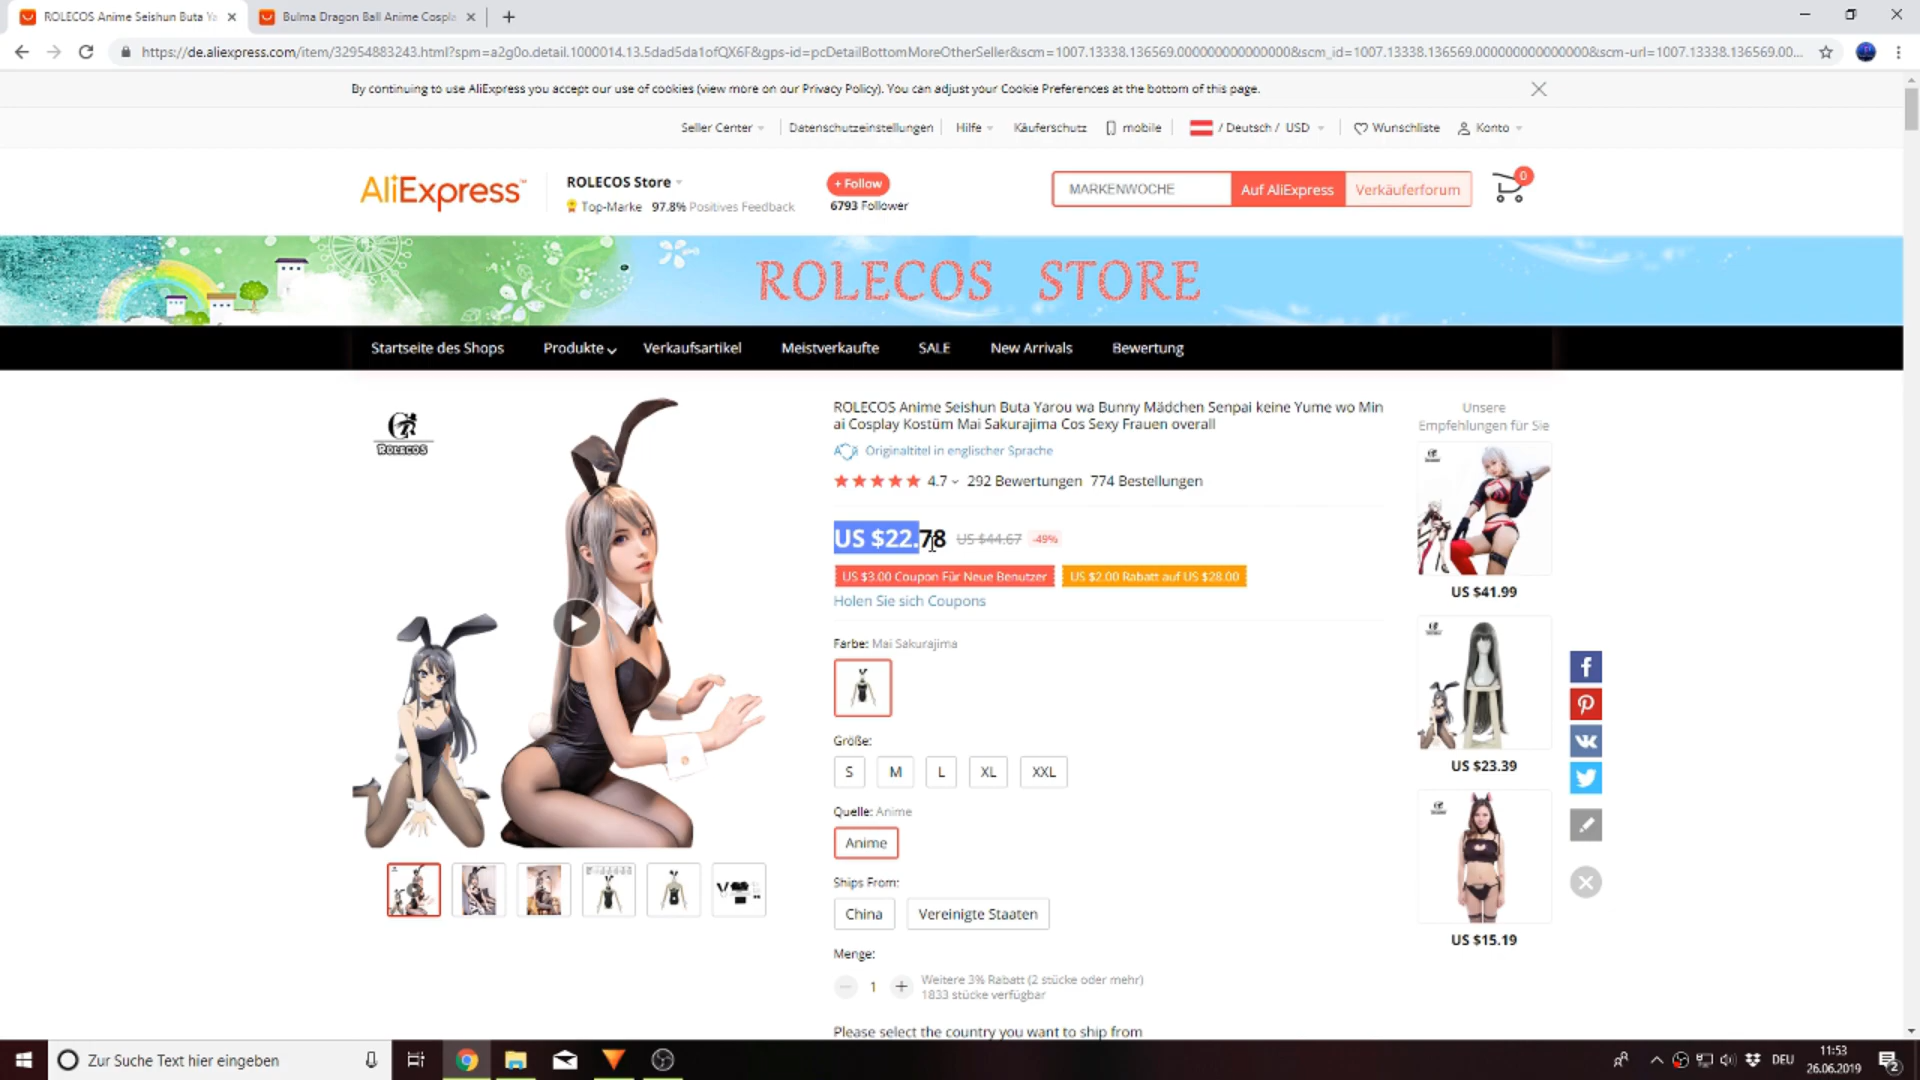 ROLECOS Anime Seishun Buta Ya
Bulma Dragon Ball Anime Cospla
https://de.aliexpress.com/item/32954883243.html?spm=a2g0o.detail.1000014.13.5dad5da1ofQX6F&gps-id=pcDetailBottomMoreOtherSeller&scm=1007.13338.136569.000000000000000&scm_id=1007.13338.136569.000000000000000&scm-url=1007.13338.136569.00...
By continuing to use AliExpress you accept our use of cookies (view more on our Privacy Policy). You can adjust your Cookie Preferences at the bottom of this page.
Seller Center Datenschutzeinstellungen Hilfe Käuferschutz mobile / Deutsch / USD Wunschliste Konto
AliExpress™
ROLECOS Store
Top-Marke 97.8% Positives Feedback
+ Follow
6793 Follower
MARKENWOCHE
Auf AliExpress
Verkäuferforum
0
ROLECOS STORE
Startseite des Shops Produkte Verkaufsartikel Meistverkaufte SALE New Arrivals Bewertung
ROLECOS
ROLECOS Anime Seishun Buta Yarou wa Bunny Mädchen Senpai keine Yume wo Min
ai Cosplay Kostüm Mai Sakurajima Cos Sexy Frauen overall
Originaltitel in englischer Sprache
4.7 292 Bewertungen 774 Bestellungen
US $22.78 US $44.67 -49%
US $3.00 Coupon Für Neue Benutzer US $2.00 Rabatt auf US $28.00
Holen Sie sich Coupons
Farbe: Mai Sakurajima
Größe:
S M L XL XXL
Quelle: Anime
Anime
Ships From:
China Vereinigte Staaten
Menge:
1
Weitere 3% Rabatt (2 stücke oder mehr)
1833 stücke verfügbar
Please select the country you want to ship from
Unsere
Empfehlungen für Sie
US $41.99
US $23.39
US $15.19
Zur Suche Text hier eingeben
DEU
11:53
26.06.2019
2